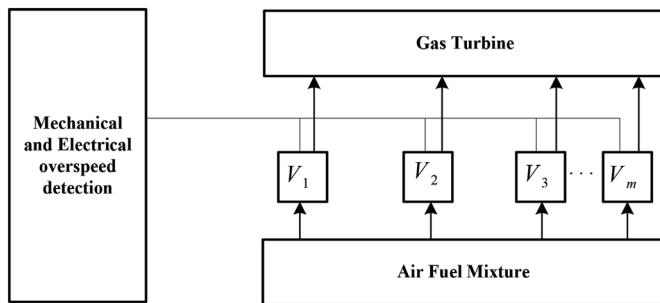 Gas Turbine
Mechanical
and Electrical
overspeed
detection
V₁ V₂ V₃ ··· Vₘ
Air Fuel Mixture